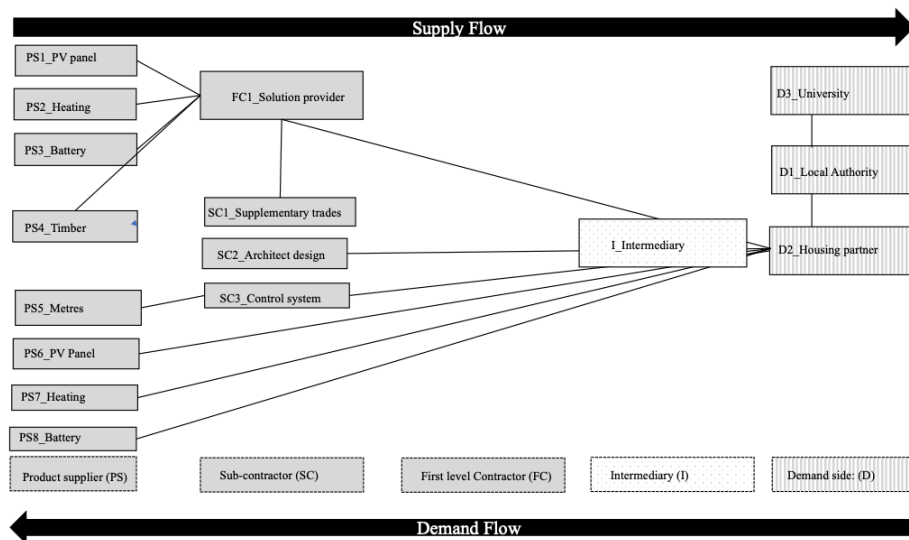 Supply Flow
PS1_PV panel
PS2_Heating
FC1_Solution provider
D3_University
PS3_Battery
D1_Local Authority
PS4_Timber
SC1_Supplementary trades
SC2_Architect design
I_Intermediary
D2_Housing partner
PS5_Metres
SC3_Control system
PS6_PV Panel
PS7_Heating
PS8_Battery
Product supplier (PS)
Sub-contractor (SC)
First level Contractor (FC)
Intermediary (I)
Demand side: (D)
Demand Flow